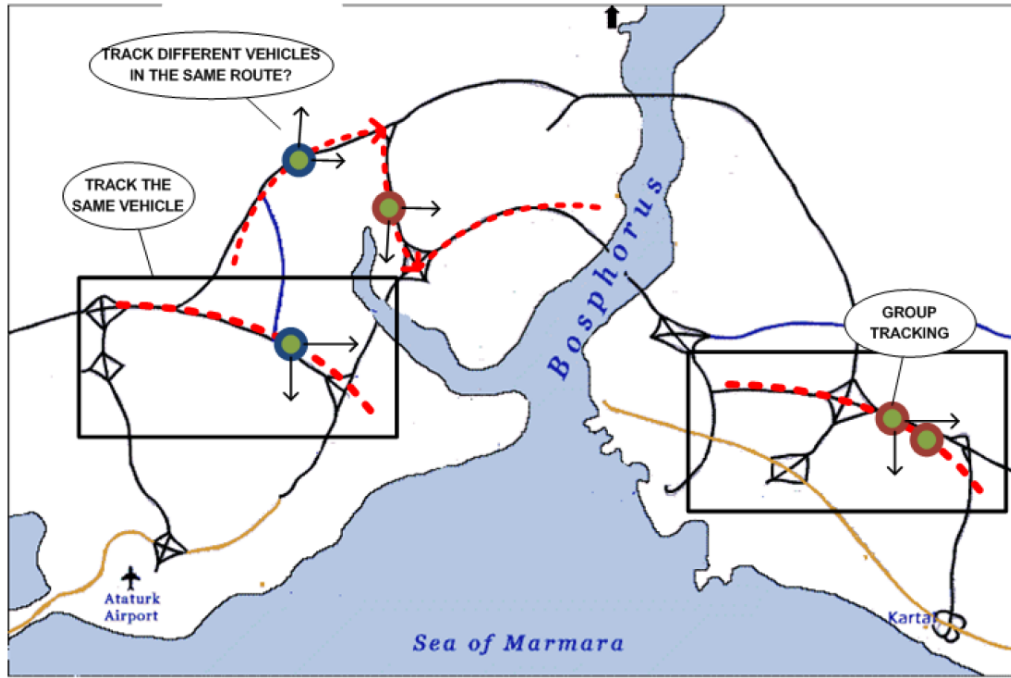 TRACK DIFFERENT VEHICLES
IN THE SAME ROUTE?
TRACK THE
SAME VEHICLE
Bosphorus
GROUP
TRACKING
Ataturk
Airport
Kartal
Sea of Marmara